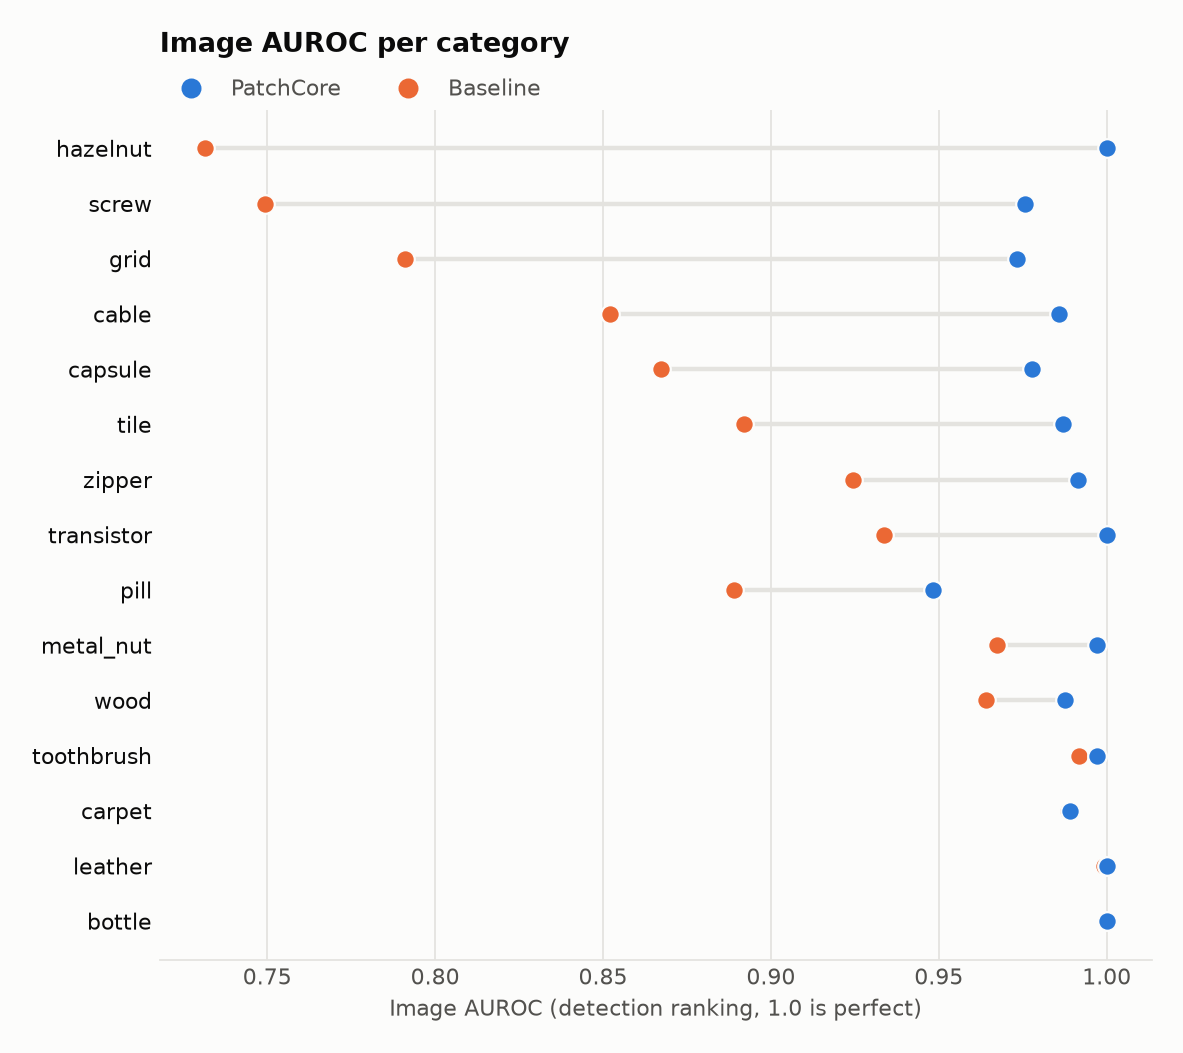 Image AUROC per category
PatchCore Baseline
hazelnut
screw
grid
cable
capsule
tile
zipper
transistor
pill
metal_nut
wood
toothbrush
carpet
leather
bottle
0.75 0.80 0.85 0.90 0.95 1.00
Image AUROC (detection ranking, 1.0 is perfect)